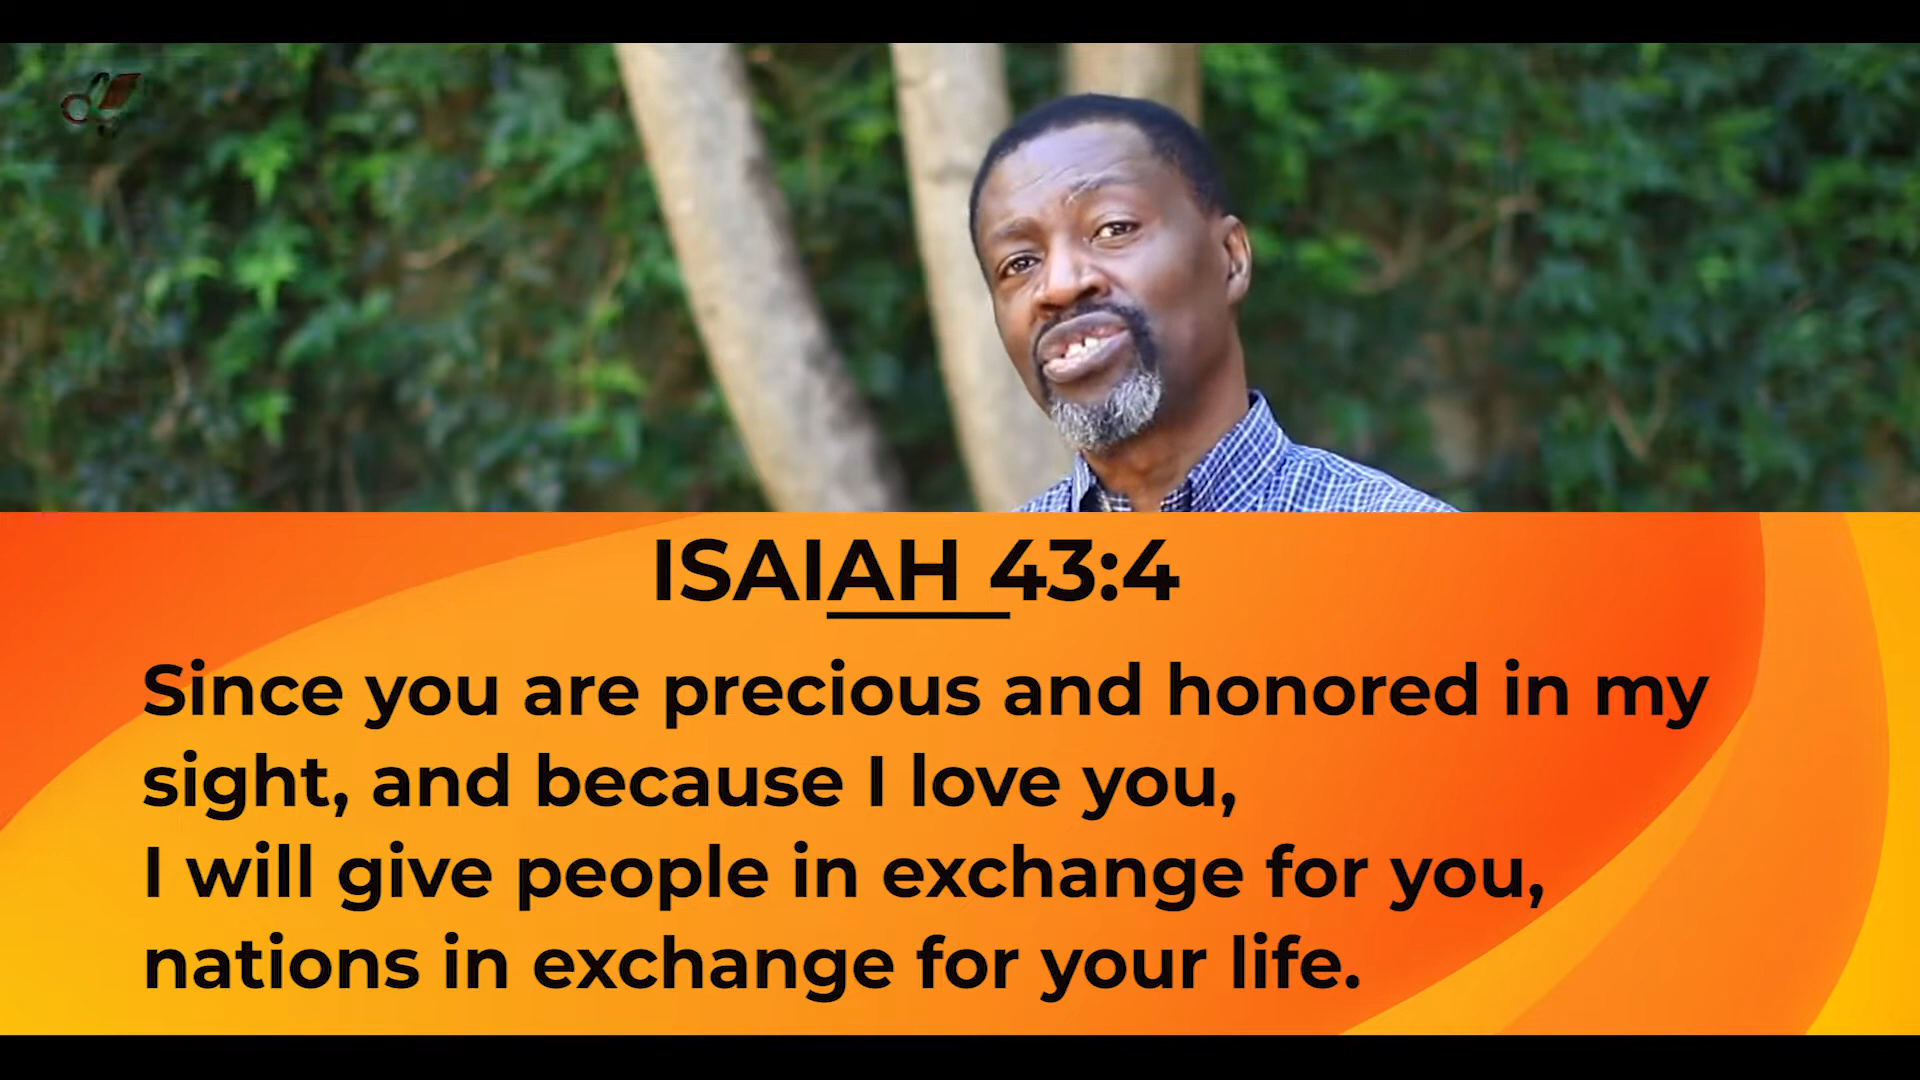 ISAIAH 43:4
Since you are precious and honored in my
sight, and because I love you,
I will give people in exchange for you,
nations in exchange for your life.